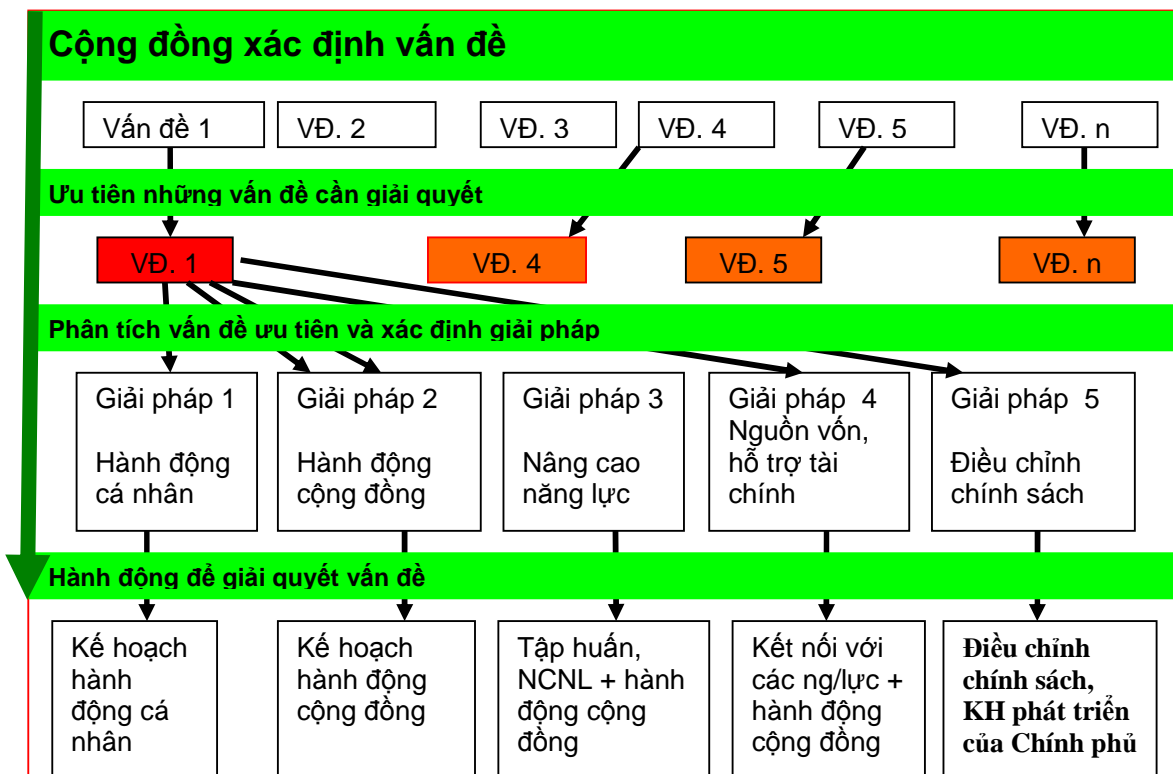 Cộng đồng xác định vấn đề
Vấn đề 1
VĐ. 2
VĐ. 3
VĐ. 4
VĐ. 5
VĐ. n
Ưu tiên những vấn đề cần giải quyết
VĐ. 1
VĐ. 4
VĐ. 5
VĐ. n
Phân tích vấn đề ưu tiên và xác định giải pháp
Giải pháp 1
Hành động
cá nhân
Giải pháp 2
Hành động
cộng đồng
Giải pháp 3
Nâng cao
năng lực
Giải pháp 4
Nguồn vốn,
hỗ trợ tài
chính
Giải pháp 5
Điều chỉnh
chính sách
Hành động để giải quyết vấn đề
Kế hoạch
hành
động cá
nhân
Kế hoạch
hành động
cộng đồng
Tập huấn,
NCNL + hành
động cộng
đồng
Kết nối với
các ng/lực +
hành động
cộng đồng
Điều chỉnh
chính sách,
KH phát triển
của Chính phủ